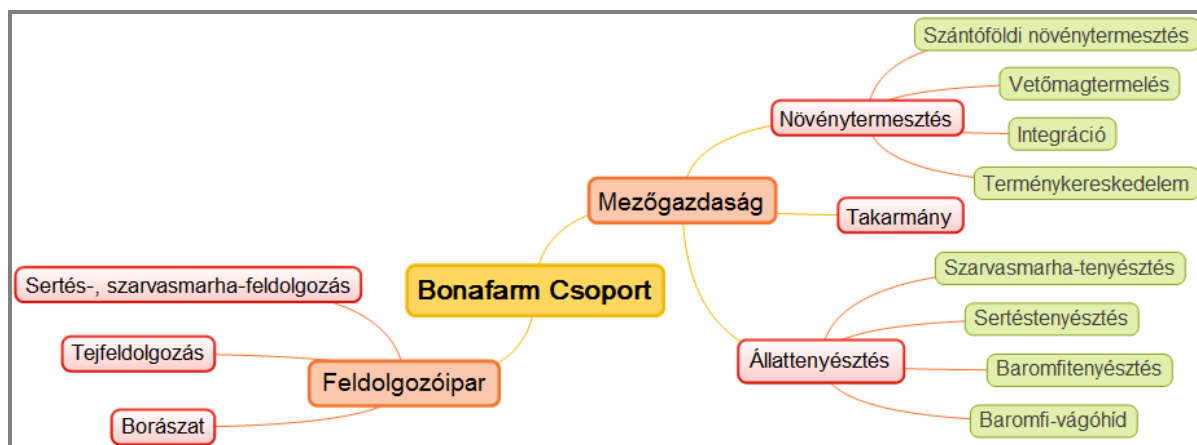 Szántóföldi növénytermesztés
Vetőmagtermelés
Növénytermesztés
Integráció
Terménykereskedelem
Mezőgazdaság
Takarmány
Szarvasmarha-tenyésztés
Sertés-, szarvasmarha-feldolgozás
Bonafarm Csoport
Sertéstenyésztés
Tejfeldolgozás
Állattenyésztés
Baromfitenyésztés
Feldolgozóipar
Borászat
Baromfi-vágóhíd